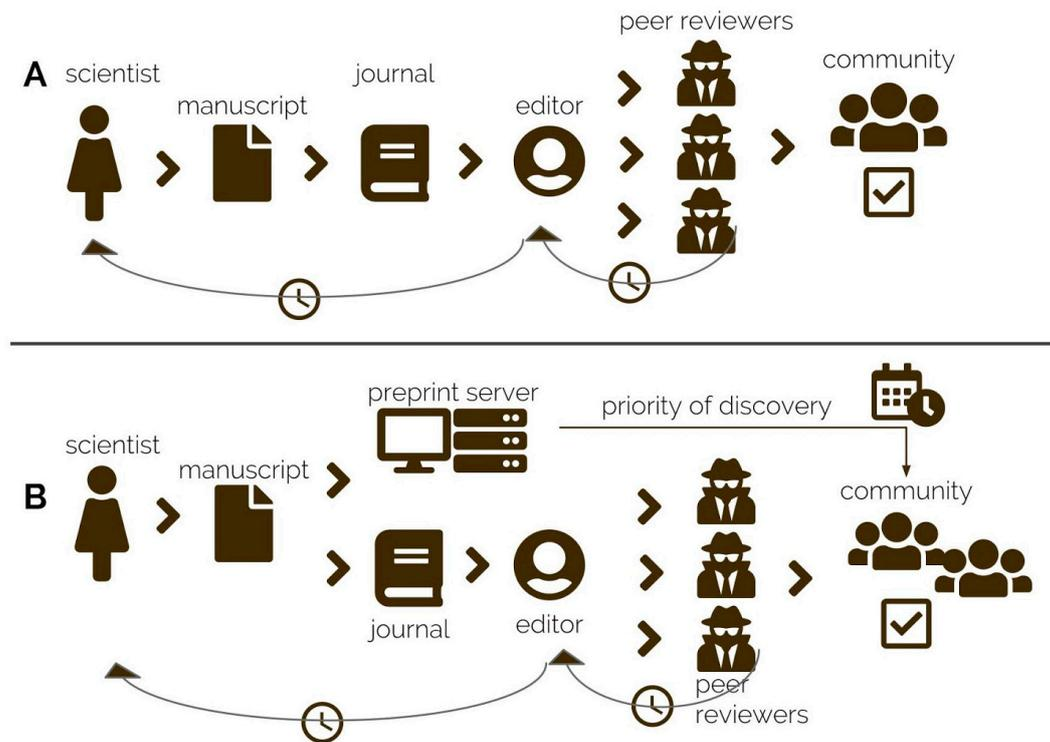 peer reviewers
A scientist
journal
community
manuscript
editor
preprint server
priority of discovery
scientist
manuscript
B
community
journal
editor
peer
reviewers